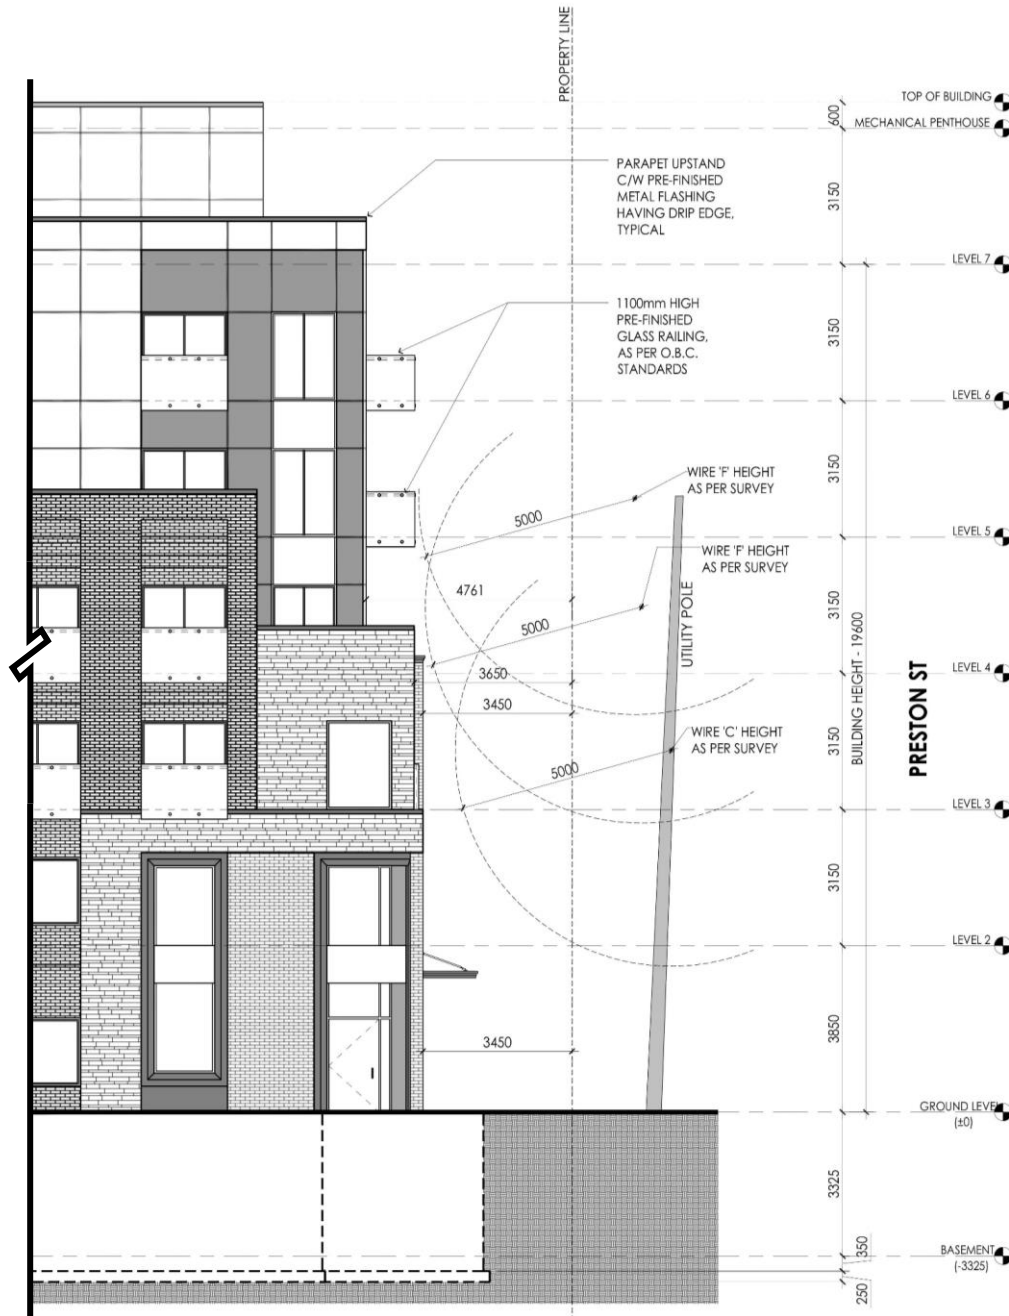 PROPERTY LINE
TOP OF BUILDING
600
MECHANICAL PENTHOUSE
PARAPET UPSTAND
C/W PRE-FINISHED
METAL FLASHING
HAVING DRIP EDGE,
TYPICAL
3150
LEVEL 7
1100mm HIGH
PRE-FINISHED
GLASS RAILING,
AS PER O.B.C.
STANDARDS
3150
LEVEL 6
WIRE 'F' HEIGHT
AS PER SURVEY
3150
5000
LEVEL 5
WIRE 'F' HEIGHT
AS PER SURVEY
4761
3150
5000
UTILITY POLE
BUILDING HEIGHT - 19600
3650
LEVEL 4
3450
PRESTON ST
WIRE 'C' HEIGHT
AS PER SURVEY
3150
5000
LEVEL 3
3150
LEVEL 2
3850
3450
GROUND LEVEL
(±0)
3325
350
BASEMENT
(-3325)
250